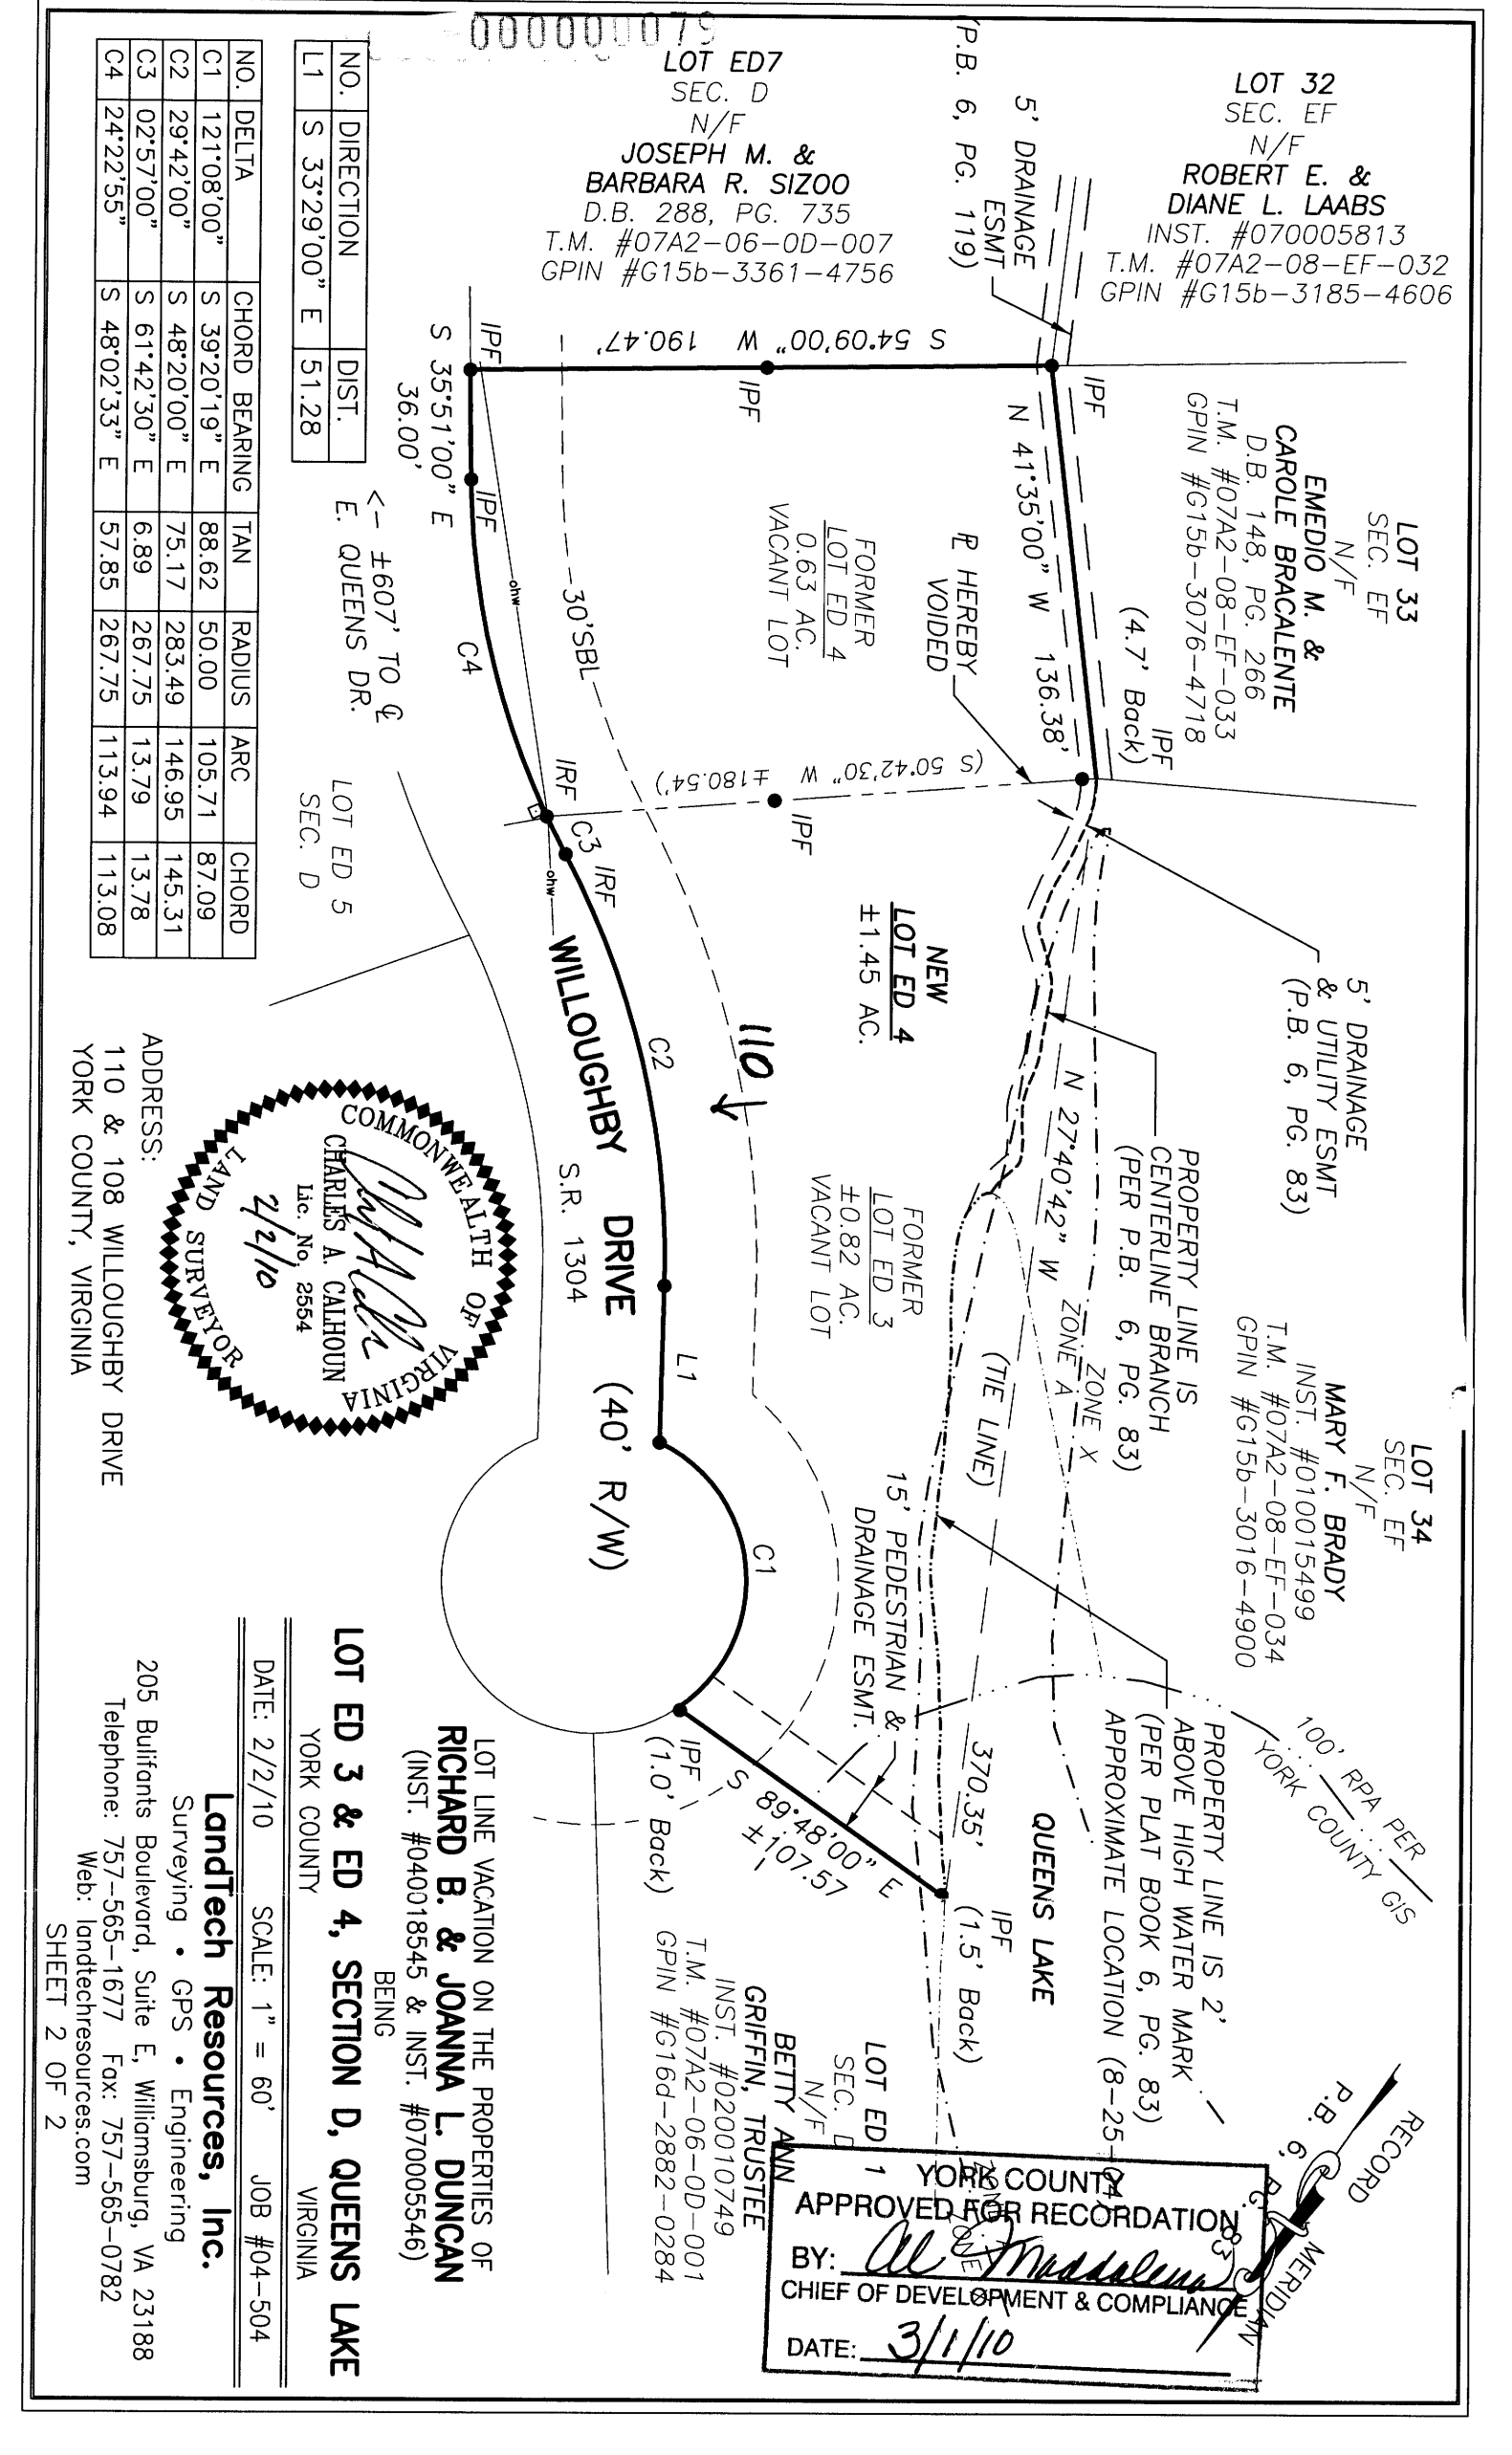 000000079
LOT 32
SEC. EF
N/F
ROBERT E. &
DIANE L. LAABS
INST. #070005813
T.M. #07A2-08-EF-032
GPIN #G15b-3185-4606
5' DRAINAGE
ESMT
(P.B. 6, PG. 119)
LOT ED7
SEC. D
N/F
JOSEPH M. &
BARBARA R. SIZOO
D.B. 288, PG. 735
T.M. #07A2-06-0D-007
GPIN #G15b-3361-4756
NO. DIRECTION DIST.
L1 S 33°29'00" E 51.28
NO. DELTA CHORD BEARING TAN RADIUS ARC CHORD
C1 121°08'00" S 39°20'19" E 88.62 50.00 105.71 87.09
C2 29°42'00" S 48°20'00" E 75.17 283.49 146.95 145.31
C3 02°57'00" S 61°42'30" E 6.89 267.75 13.79 13.78
C4 24°22'55" S 48°02'33" E 57.85 267.75 113.94 113.08
LOT 33
SEC. EF
N/F
EMEDIO M. &
CAROLE BRACALENTE
D.B. 148, PG. 266
T.M. #07A2-08-EF-033
GPIN #G15b-3076-4718
IPF
(4.7' Back)
IPF
N 41°35'00" W 136.38'
S 54°09'00" W 190.47'
IPF
IPF
IPF
S 35°51'00" E
36.00'
℄ HEREBY
VOIDED
FORMER
LOT ED 4
0.63 AC.
VACANT LOT
30'SBL
ohw
C4
<- ±607' TO ℄
E. QUEENS DR.
(S 50°42'30" W ±180.54')
IPF
IRF
C3
IRF
ohw
LOT ED 5
SEC. D
5' DRAINAGE
& UTILITY ESMT
(P.B. 6, PG. 83)
NEW
LOT ED 4
±1.45 AC.
PROPERTY LINE IS
CENTERLINE BRANCH
(PER P.B. 6, PG. 83)
N 27°40'42" W
(TIE LINE)
370.35'
ZONE X
ZONE A
110
C2
FORMER
LOT ED 3
±0.82 AC.
VACANT LOT
WILLOUGHBY DRIVE (40' R/W)
S.R. 1304
L1
C1
LOT 34
SEC. EF
N/F
MARY F. BRADY
INST. #010015499
T.M. #07A2-08-EF-034
GPIN #G15b-3016-4900
15' PEDESTRIAN &
DRAINAGE ESMT.
100' RPA PER
YORK COUNTY GIS
PROPERTY LINE IS 2'
ABOVE HIGH WATER MARK
(PER PLAT BOOK 6, PG. 83)
APPROXIMATE LOCATION (8-25-04)
QUEENS LAKE
IPF
(1.5' Back)
S 89°48'00" E
±107.57'
IPF
(1.0' Back)
LOT ED 1
SEC. D
N/F
BETTY ANN
GRIFFIN, TRUSTEE
INST. #020010749
T.M. #07A2-06-0D-001
GPIN #G16d-2882-0284
RECORD MERIDIAN
P.B. 6, PG. 83
YORK COUNTY
APPROVED FOR RECORDATION
BY: Al Maddalena
CHIEF OF DEVELOPMENT & COMPLIANCE
DATE: 3/1/10
COMMONWEALTH OF VIRGINIA
CHARLES A. CALHOUN
Lic. No. 2554
2/2/10
LAND SURVEYOR
ADDRESS:
110 & 108 WILLOUGHBY DRIVE
YORK COUNTY, VIRGINIA
LOT LINE VACATION ON THE PROPERTIES OF
RICHARD B. & JOANNA L. DUNCAN
(INST. #040018545 & INST. #070005546)
BEING
LOT ED 3 & ED 4, SECTION D, QUEENS LAKE
YORK COUNTY VIRGINIA
DATE: 2/2/10 SCALE: 1" = 60' JOB #04-504
LandTech Resources, Inc.
Surveying • GPS • Engineering
205 Bulifants Boulevard, Suite E, Williamsburg, VA 23188
Telephone: 757-565-1677 Fax: 757-565-0782
Web: landtechresources.com
SHEET 2 OF 2